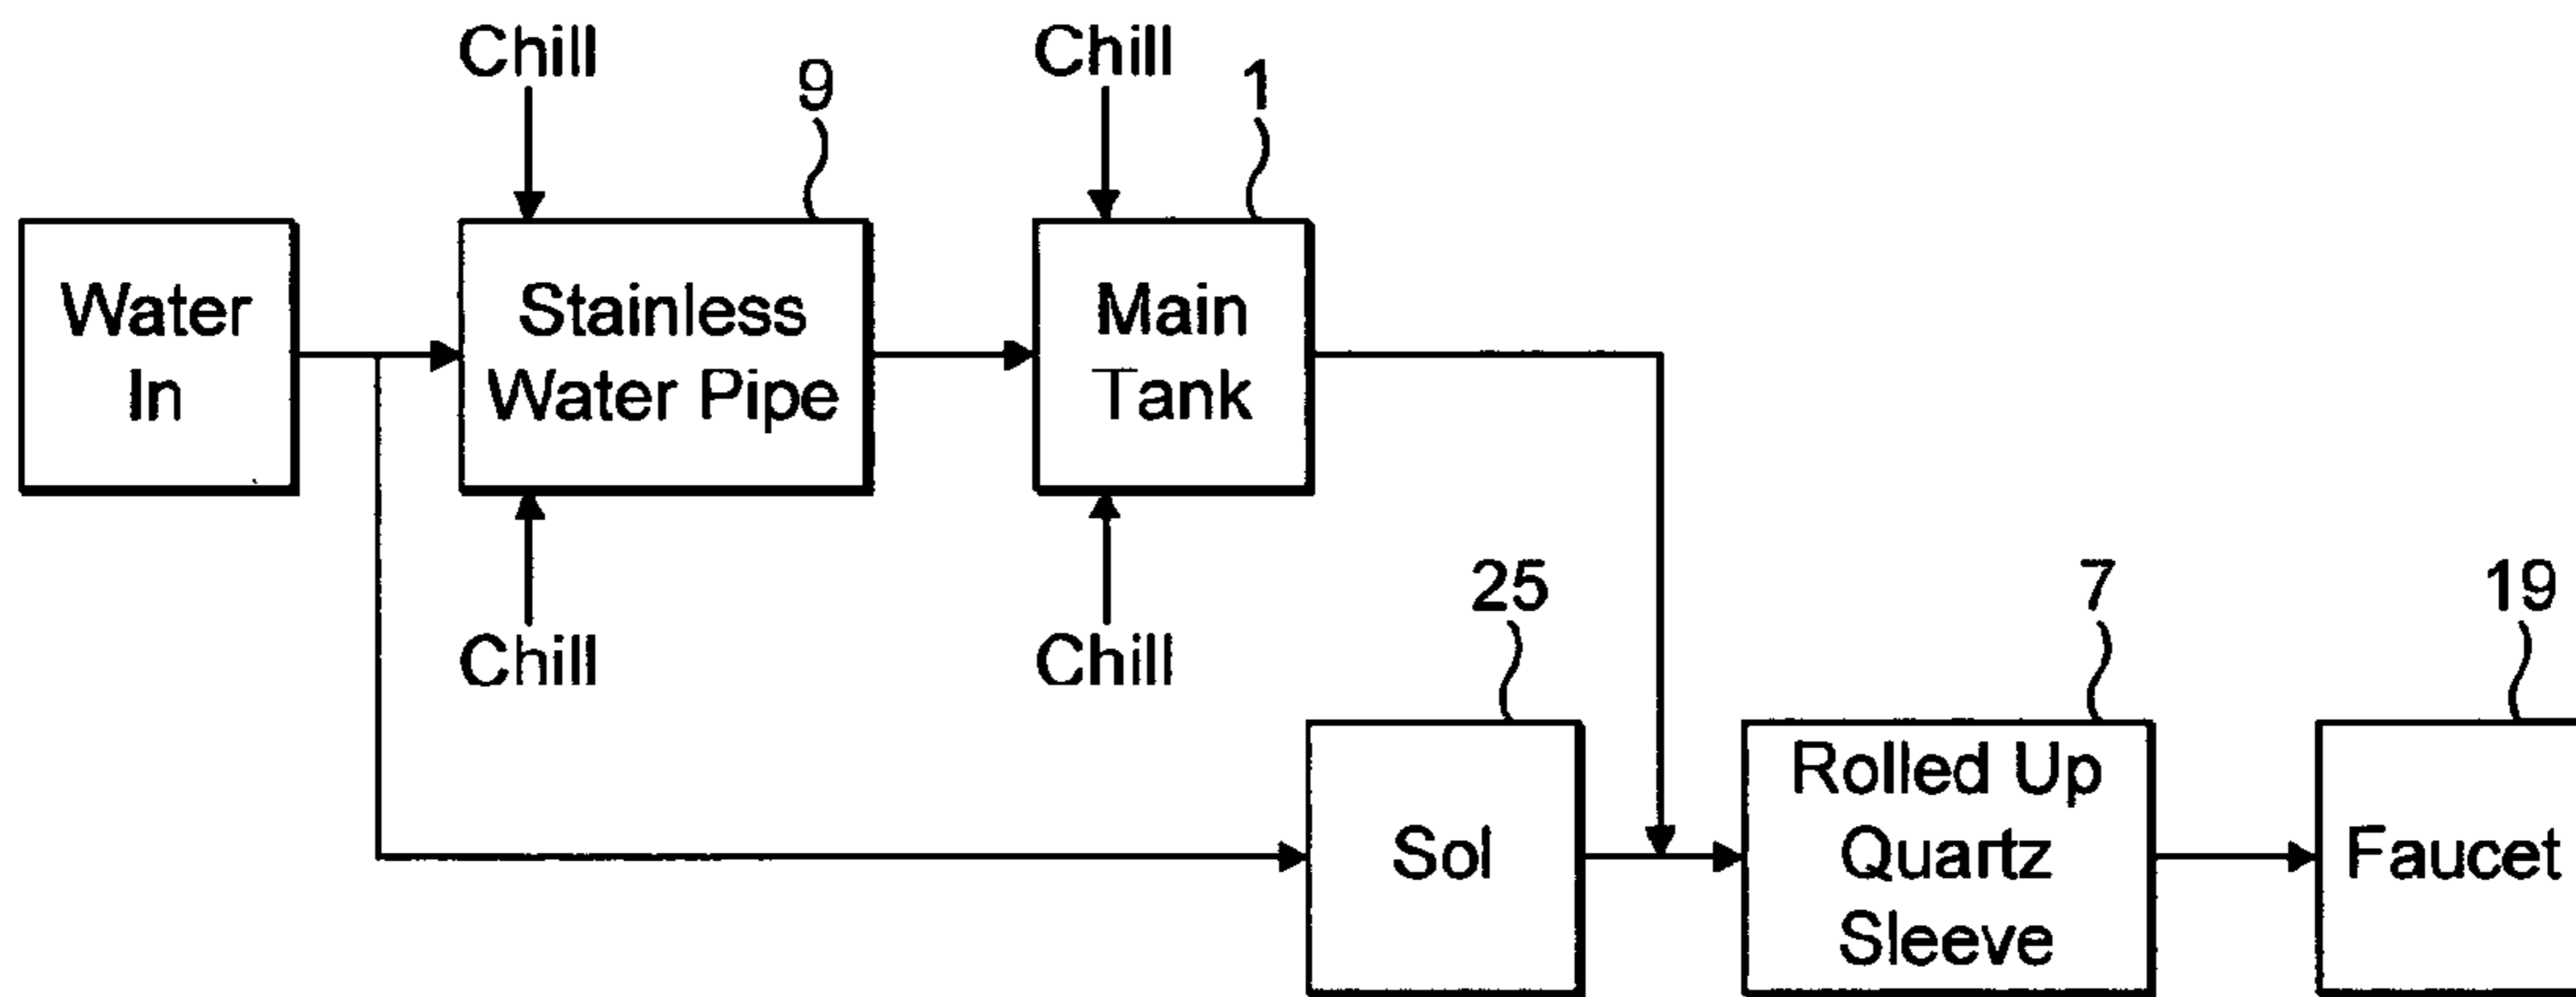 Chill
Chill
9
1
Water
In
Stainless
Water Pipe
Main
Tank
Chill
Chill
25
7
19
Sol
Rolled Up
Quartz
Sleeve
Faucet